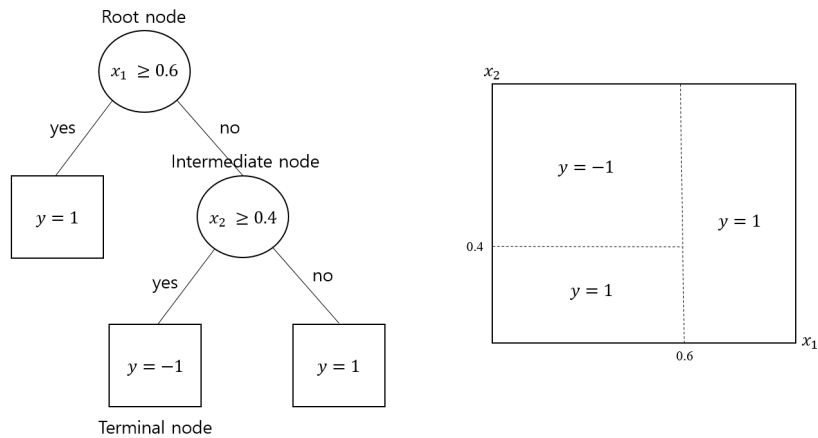 Root node
x₁ ≥ 0.6
yes
no
Intermediate node
y = 1
x₂ ≥ 0.4
yes
no
y = −1
y = 1
Terminal node
x₂
y = −1
y = 1
0.4
y = 1
x₁
0.6